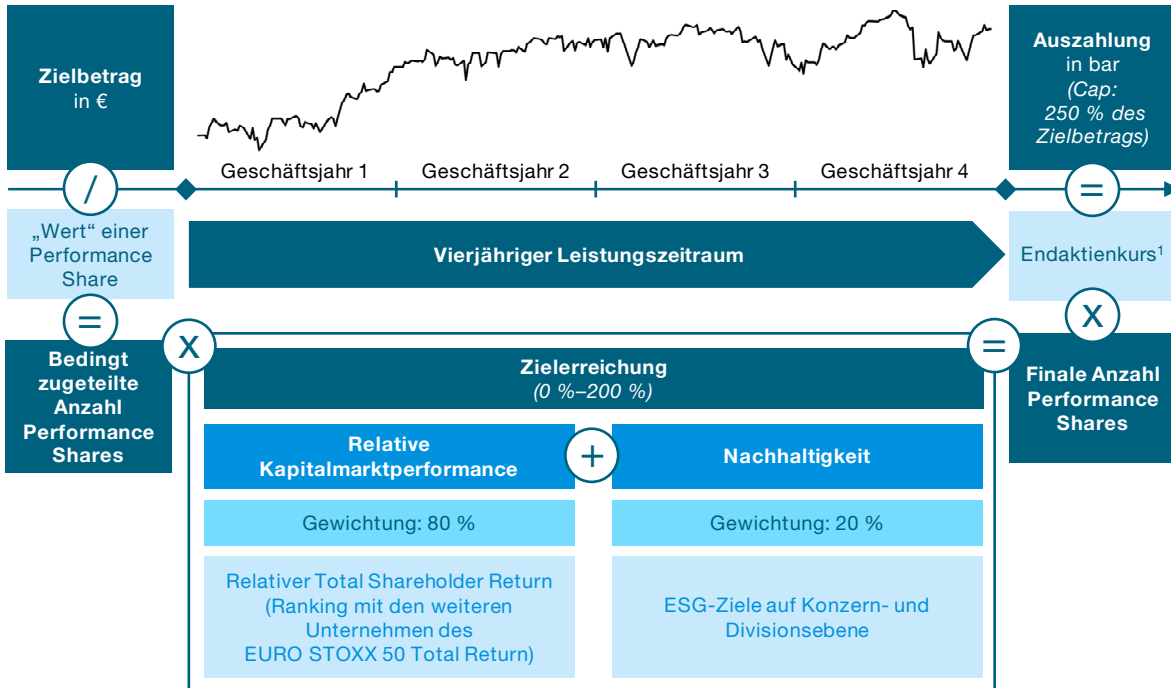 Zielbetrag
in €
/
„Wert“ einer
Performance
Share
=
Bedingt
zugeteilte
Anzahl
Performance
Shares
Geschäftsjahr 1
Geschäftsjahr 2
Geschäftsjahr 3
Geschäftsjahr 4
Vierjähriger Leistungszeitraum
x
Zielerreichung
(0 %–200 %)
Relative
Kapitalmarktperformance
+
Nachhaltigkeit
Gewichtung: 80 %
Gewichtung: 20 %
Relativer Total Shareholder Return
(Ranking mit den weiteren
Unternehmen des
EURO STOXX 50 Total Return)
ESG-Ziele auf Konzern- und
Divisionsebene
=
Auszahlung
in bar
(Cap:
250 % des
Zielbetrags)
=
Endaktienkurs¹
x
Finale Anzahl
Performance
Shares